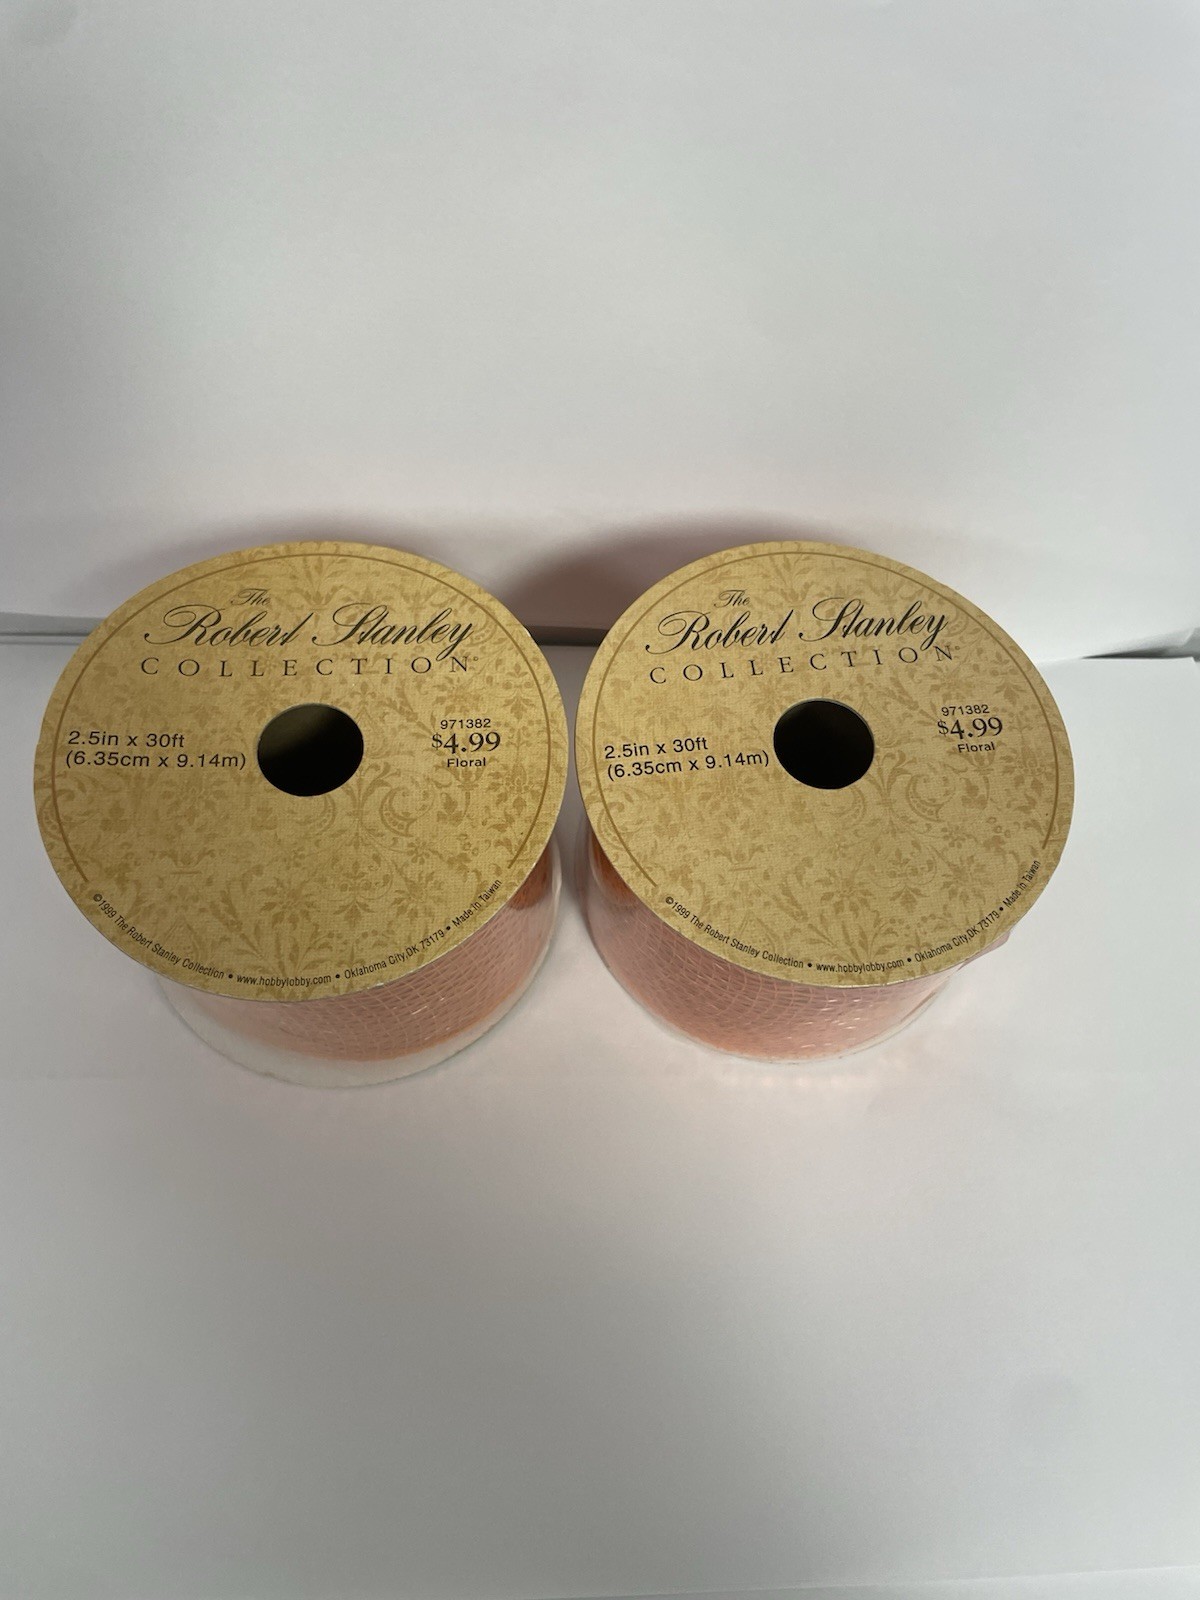 The
Robert Stanley
COLLECTION®
2.5in x 30ft
(6.35cm x 9.14m)
971382
$4.99
Floral
©1999 The Robert Stanley Collection • www.hobbylobby.com • Oklahoma City, OK 73179 • Made In Taiwan
The
Robert Stanley
COLLECTION®
2.5in x 30ft
(6.35cm x 9.14m)
971382
$4.99
Floral
©1999 The Robert Stanley Collection • www.hobbylobby.com • Oklahoma City, OK 73179 • Made In Taiwan